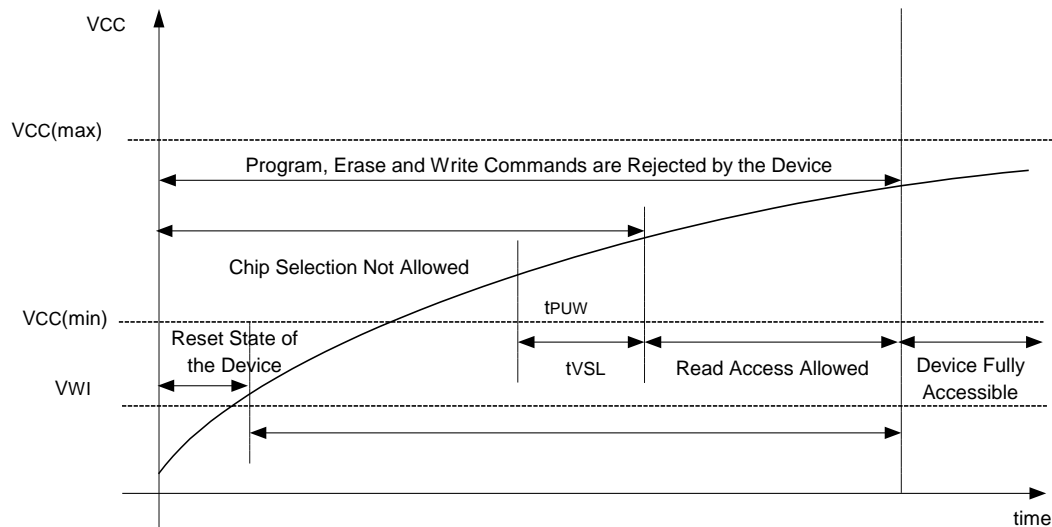 VCC
VCC(max)
Program, Erase and Write Commands are Rejected by the Device
Chip Selection Not Allowed
VCC(min)
tPUW
Reset State of
the Device
tVSL
Read Access Allowed
Device Fully
Accessible
VWI
time